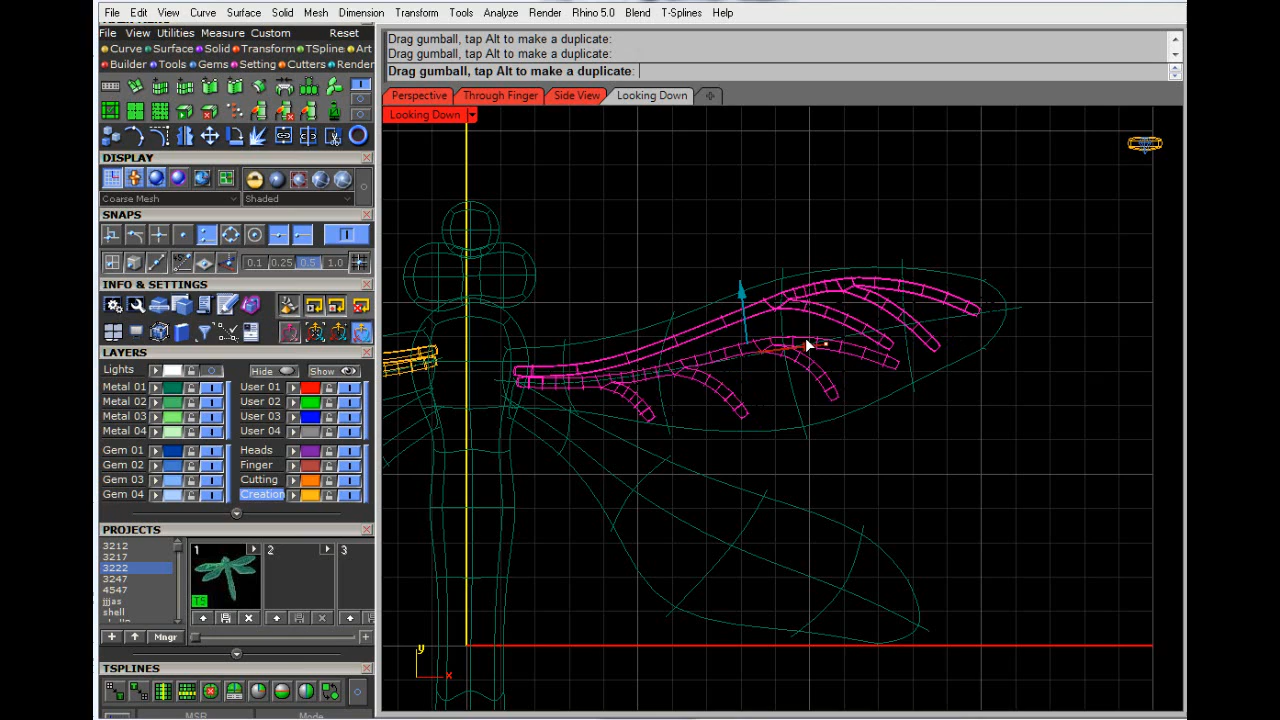 File Edit View Curve Surface Solid Mesh Dimension Transform Tools Analyze Render Rhino 5.0 Blend T-Splines Help
File View Utilities Measure Custom Reset
Curve Surface Solid Transform TSpline Art
Builder Tools Gems Setting Cutters Render
Drag gumball, tap Alt to make a duplicate:
Drag gumball, tap Alt to make a duplicate:
Drag gumball, tap Alt to make a duplicate:
Perspective Through Finger Side View Looking Down
Looking Down
DISPLAY
Coarse Mesh Shaded
SNAPS
0.1 0.25 0.5 1.0
INFO & SETTINGS
LAYERS
Lights Hide Show
Metal 01 User 01
Metal 02 User 02
Metal 03 User 03
Metal 04 User 04
Gem 01 Heads
Gem 02 Finger
Gem 03 Cutting
Gem 04 Creation
PROJECTS
3212
3217
3222
3247
4547
jjjas
shell
1 2 3
TS
Mngr
TSPLINES
MSR Mode
y
x